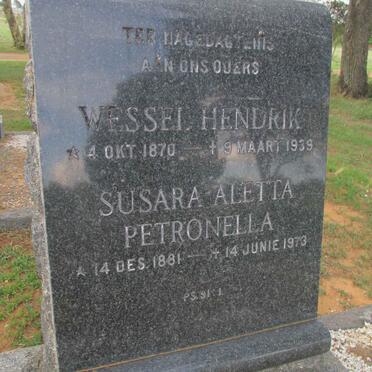 TER NAGEDAGTENIS
AAN ONS OUERS
WESSEL HENDRIK
* 4 OKT 1870 — + 9 MAART 1939
SUSARA ALETTA
PETRONELLA
* 14 DES. 1881 — + 14 JUNIE 1973
PS. 91:1